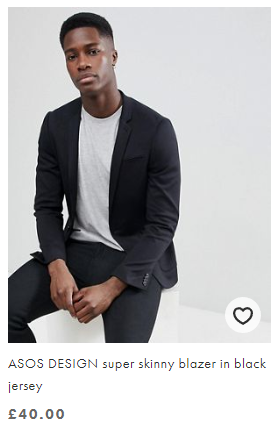 ASOS DESIGN super skinny blazer in black
jersey
£40.00